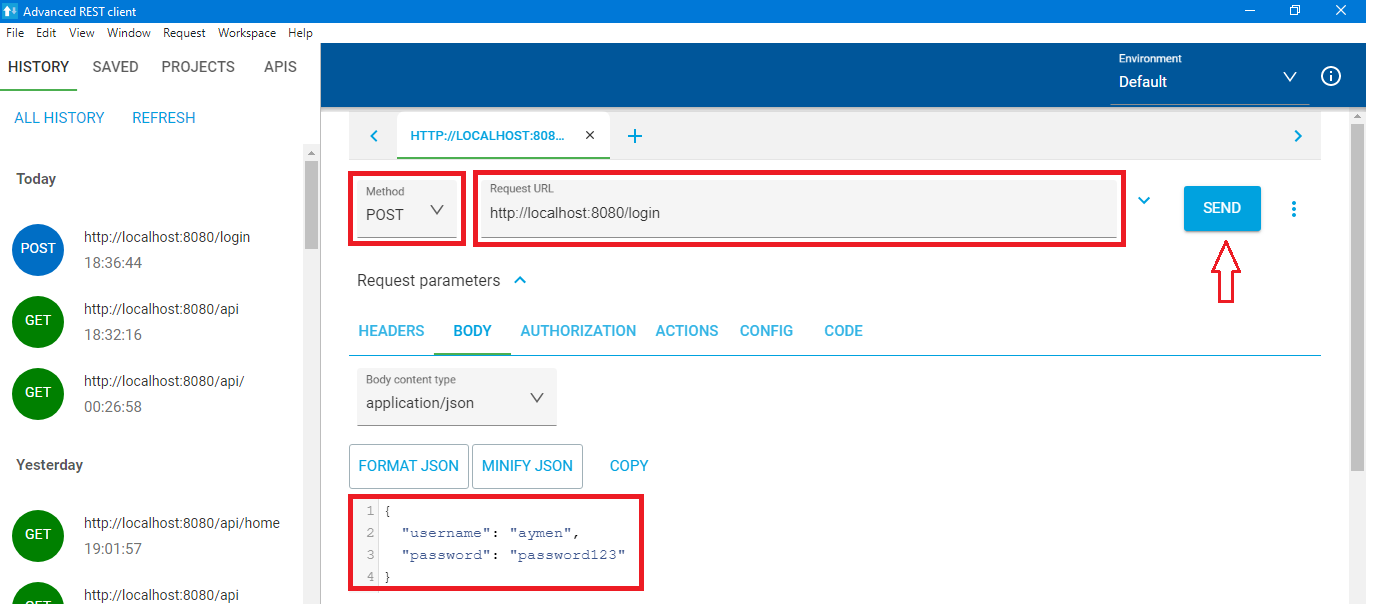 Advanced REST client
File Edit View Window Request Workspace Help
HISTORY SAVED PROJECTS APIS
ALL HISTORY REFRESH
Today
POST http://localhost:8080/login
18:36:44
GET http://localhost:8080/api
18:32:16
GET http://localhost:8080/api/
00:26:58
Yesterday
GET http://localhost:8080/api/home
19:01:57
GET http://localhost:8080/api
Environment
Default
HTTP://LOCALHOST:808...
Method
POST
Request URL
http://localhost:8080/login
SEND
Request parameters
HEADERS BODY AUTHORIZATION ACTIONS CONFIG CODE
Body content type
application/json
FORMAT JSON MINIFY JSON COPY
1 {
2 "username": "aymen",
3 "password": "password123"
4 }